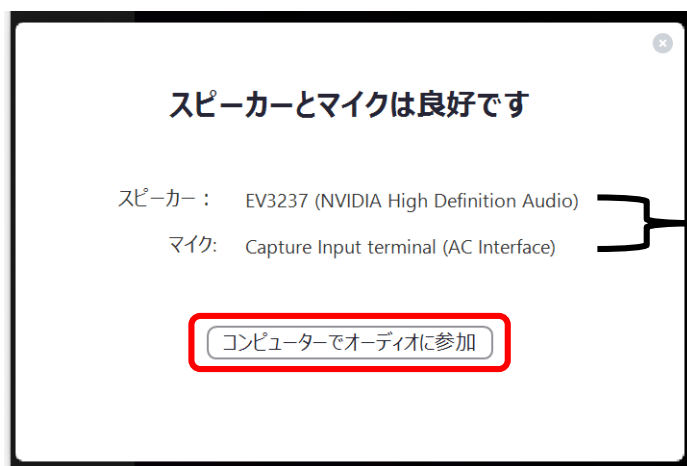 スピーカーとマイクは良好です
スピーカー： EV3237 (NVIDIA High Definition Audio)
マイク: Capture Input terminal (AC Interface)
コンピューターでオーディオに参加